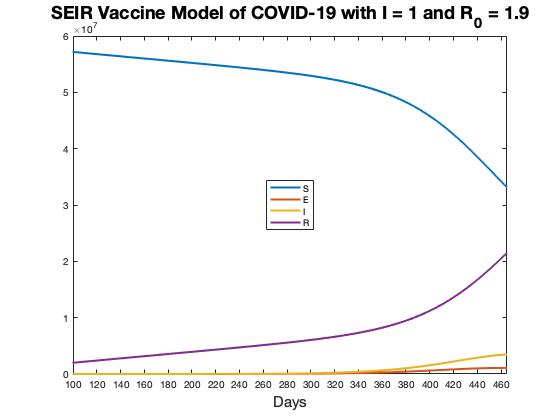 SEIR Vaccine Model of COVID-19 with I = 1 and R0 = 1.9
×10^7
6
5
4
3
2
1
0
S
E
I
R
100 120 140 160 180 200 220 240 260 280 300 320 340 360 380 400 420 440 460
Days